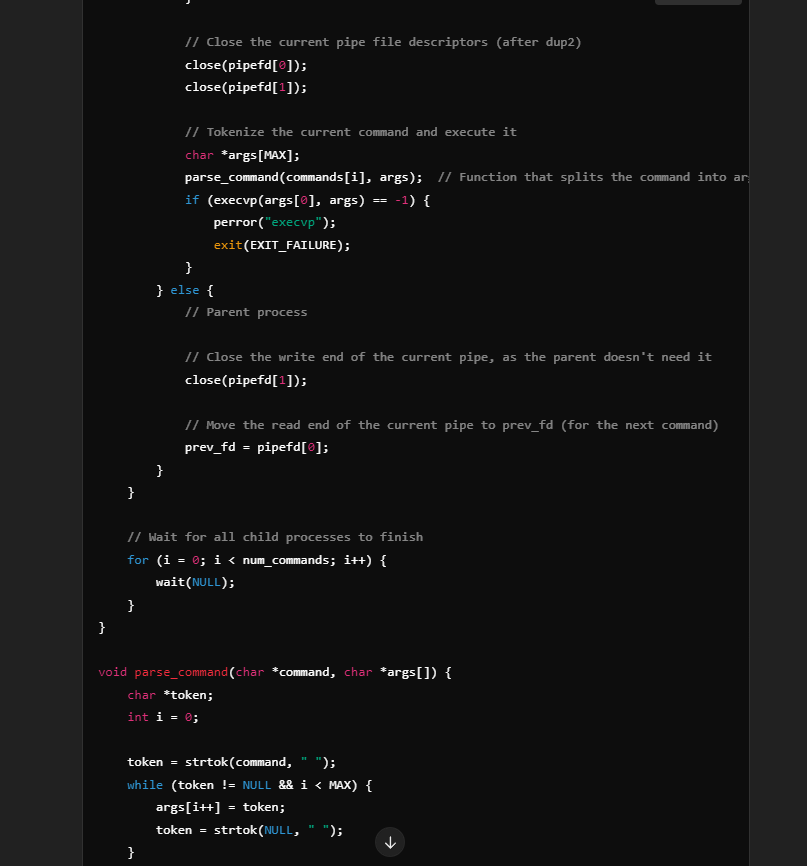 }
// Close the current pipe file descriptors (after dup2)
close(pipefd[0]);
close(pipefd[1]);
// Tokenize the current command and execute it
char *args[MAX];
parse_command(commands[i], args);  // Function that splits the command into
if (execvp(args[0], args) == -1) {
perror("execvp");
exit(EXIT_FAILURE);
}
} else {
// Parent process
// Close the write end of the current pipe, as the parent doesn't need it
close(pipefd[1]);
// Move the read end of the current pipe to prev_fd (for the next command)
prev_fd = pipefd[0];
}
}
// Wait for all child processes to finish
for (i = 0; i < num_commands; i++) {
wait(NULL);
}
}
void parse_command(char *command, char *args[]) {
char *token;
int i = 0;
token = strtok(command, " ");
while (token != NULL && i < MAX) {
args[i++] = token;
token = strtok(NULL, " ");
}